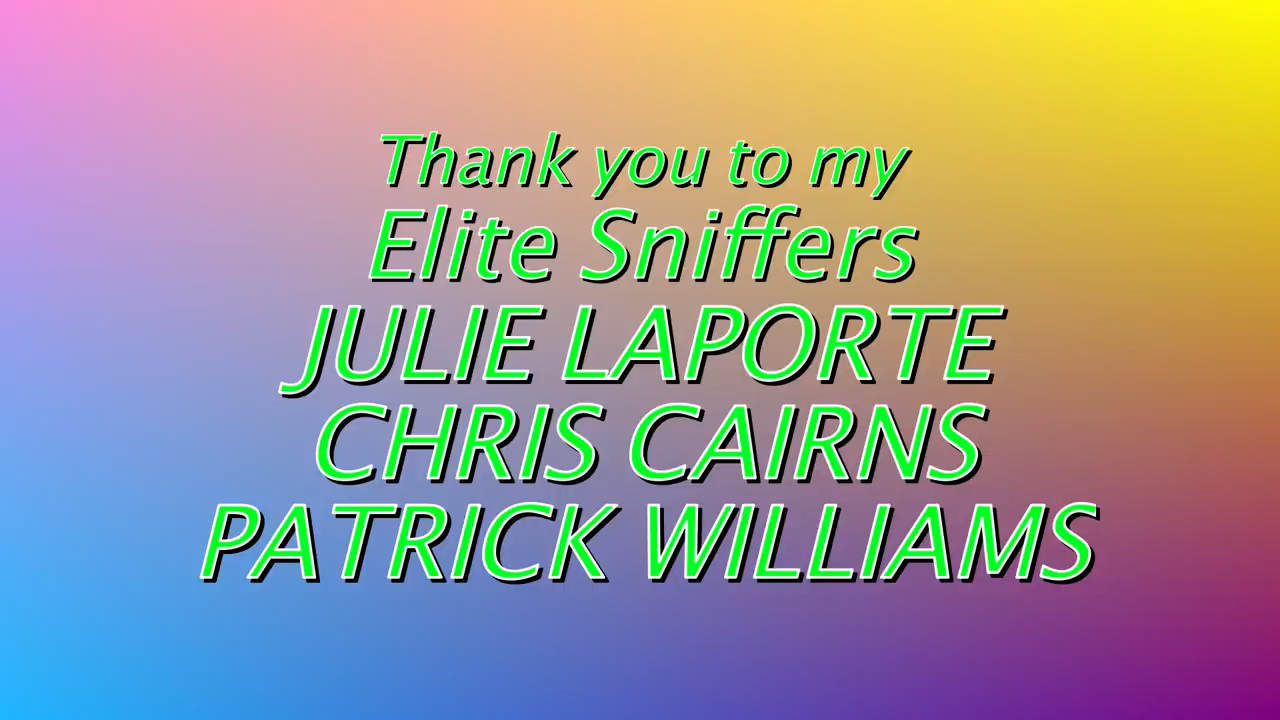 Thank you to my
Elite Sniffers
JULIE LAPORTE
CHRIS CAIRNS
PATRICK WILLIAMS